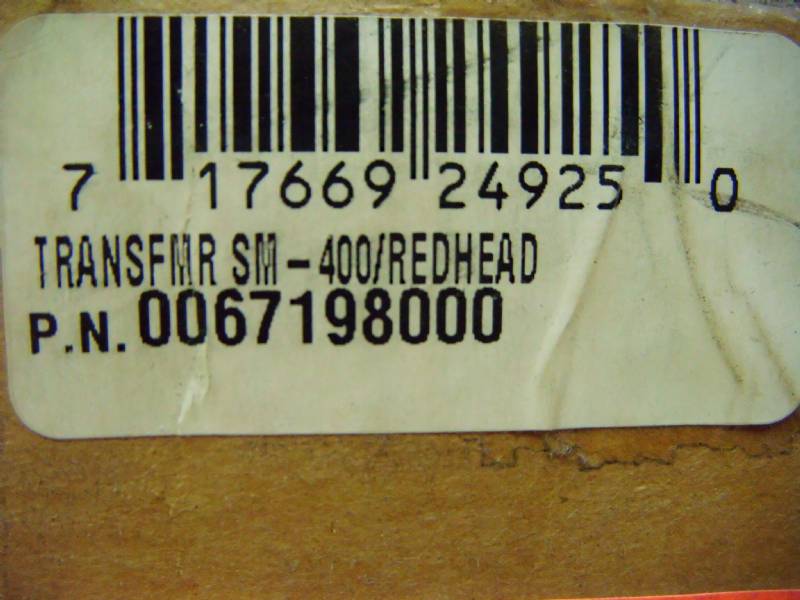 7 17669 24925 0
TRANSFMR SM-400/REDHEAD
P.N. 0067198000